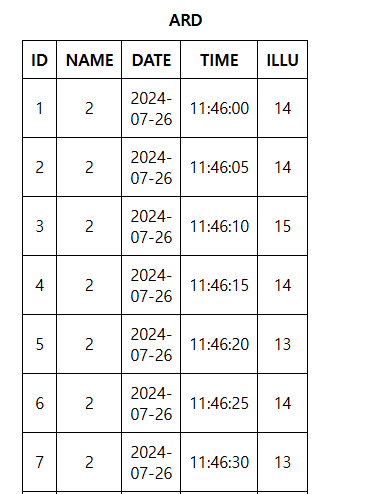 ARD
ID NAME DATE TIME ILLU
1 2 2024-07-26 11:46:00 14
2 2 2024-07-26 11:46:05 14
3 2 2024-07-26 11:46:10 15
4 2 2024-07-26 11:46:15 14
5 2 2024-07-26 11:46:20 13
6 2 2024-07-26 11:46:25 14
7 2 2024-07-26 11:46:30 13